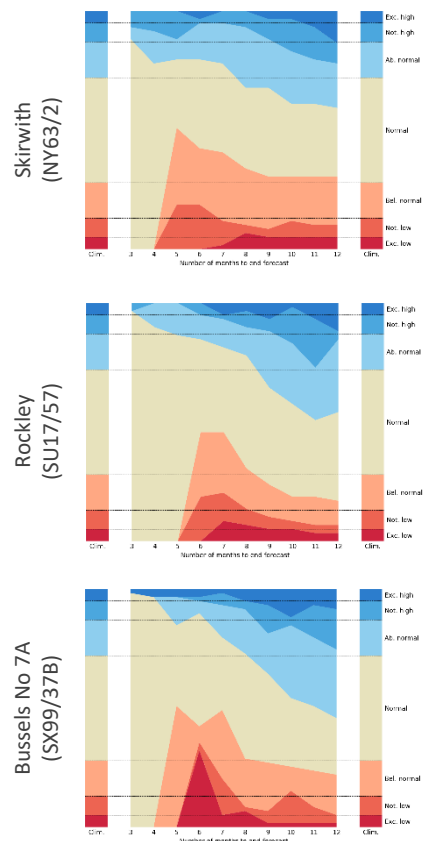 Skirwith
(NY63/2)
Exc. high
Not. high
Ab. normal
Normal
Bel. normal
Not. low
Exc. low
Clim. 3 4 5 6 7 8 9 10 11 12 Clim.
Number of months to end forecast
Rockley
(SU17/57)
Exc. high
Not. high
Ab. normal
Normal
Bel. normal
Not. low
Exc. low
Clim. 3 4 5 6 7 8 9 10 11 12 Clim.
Number of months to end forecast
Bussels No 7A
(SX99/37B)
Exc. high
Not. high
Ab. normal
Normal
Bel. normal
Not. low
Exc. low
Clim. 3 4 5 6 7 8 9 10 11 12 Clim.
Number of months to end forecast